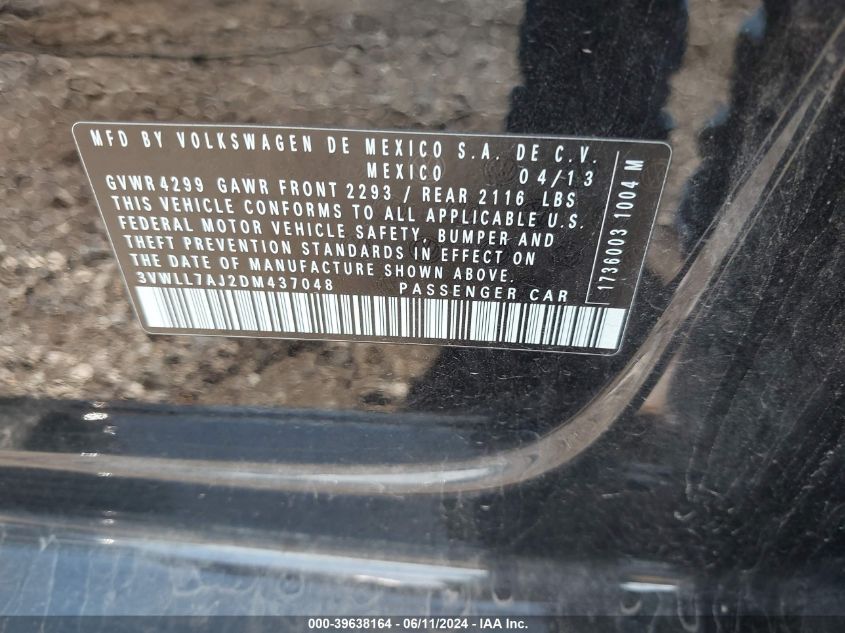 MFD BY VOLKSWAGEN DE MEXICO S.A. DE C.V.
MEXICO 04/13
GVWR 4299 GAWR FRONT 2293 / REAR 2116 LBS
THIS VEHICLE CONFORMS TO ALL APPLICABLE U.S.
FEDERAL MOTOR VEHICLE SAFETY, BUMPER AND
THEFT PREVENTION STANDARDS IN EFFECT ON
THE DATE OF MANUFACTURE SHOWN ABOVE.
3VWLL7AJ2DM437048 PASSENGER CAR
1736003 1004 M
000-39638164 - 06/11/2024 - IAA Inc.